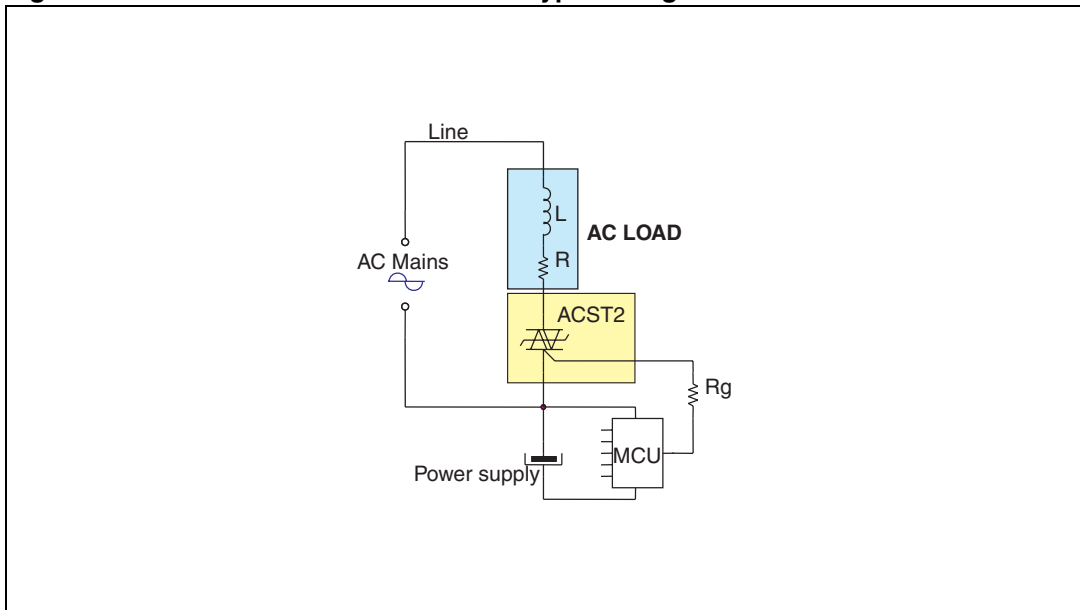 Line
L
AC LOAD
R
AC Mains
ACST2
Rg
MCU
Power supply